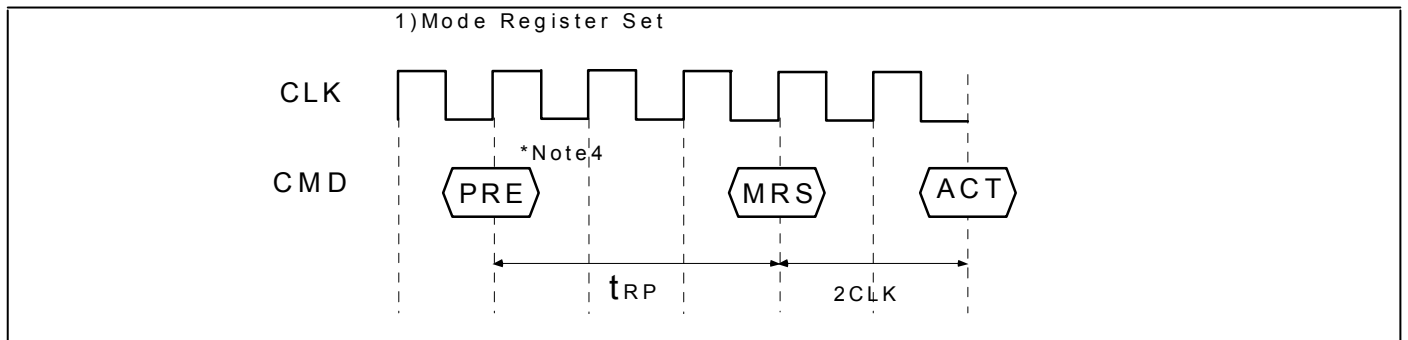 1)Mode Register Set
CLK
*Note4
CMD
PRE
MRS
ACT
tRP
2CLK